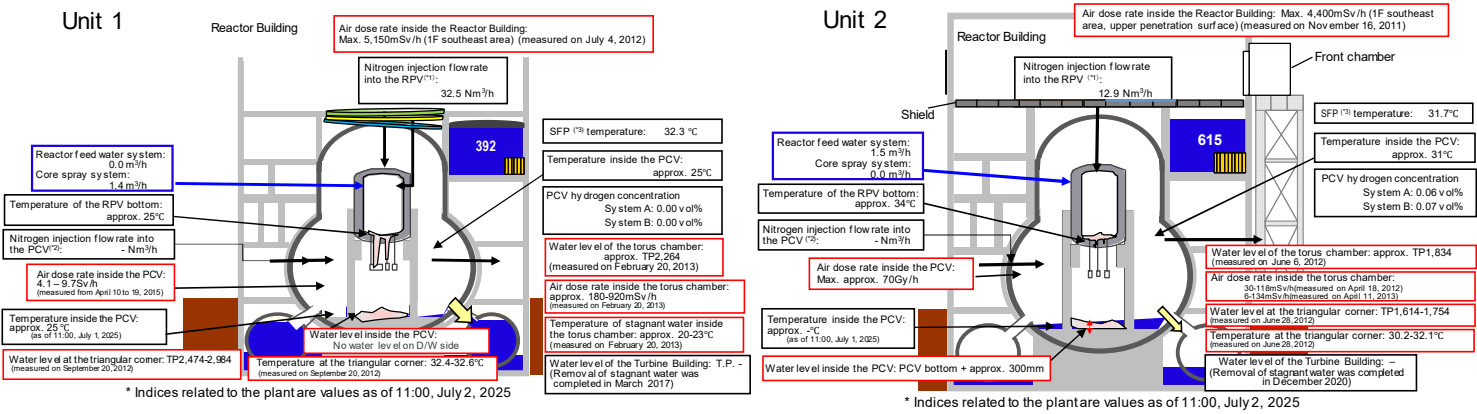 Unit 1
Reactor Building
Air dose rate inside the Reactor Building:
Max. 5,150mSv/h (1F southeast area) (measured on July 4, 2012)
Nitrogen injection flow rate
into the RPV(*1):
32.5 Nm³/h
392
SFP (*3) temperature: 32.3 ℃
Reactor feed water system:
0.0 m³/h
Core spray system:
1.4 m³/h
Temperature inside the PCV:
approx. 25℃
Temperature of the RPV bottom:
approx. 25℃
PCV hydrogen concentration
System A: 0.00 vol%
System B: 0.00 vol%
Nitrogen injection flow rate into
the PCV(*2): - Nm³/h
Water level of the torus chamber:
approx. TP2,264
(measured on February 20, 2013)
Air dose rate inside the PCV:
4.1 – 9.7Sv/h
(measured from April 10 to 19, 2015)
Air dose rate inside the torus chamber:
approx. 180-920mSv/h
(measured on February 20, 2013)
Temperature inside the PCV:
approx. 25 ℃
(as of 11:00, July 1, 2025)
Water level inside the PCV:
No water level on D/W side
Temperature of stagnant water inside
the torus chamber: approx. 20-23℃
(measured on February 20, 2013)
Water level at the triangular corner: TP2,474-2,984
(measured on September 20, 2012)
Temperature at the triangular corner: 32.4-32.6℃
(measured on September 20, 2012)
Water level of the Turbine Building: T.P. -
(Removal of stagnant water was
completed in March 2017)
* Indices related to the plant are values as of 11:00, July 2, 2025
Unit 2
Reactor Building
Air dose rate inside the Reactor Building: Max. 4,400mSv/h (1F southeast
area, upper penetration surface) (measured on November 16, 2011)
Front chamber
Nitrogen injection flow rate
into the RPV (*1):
12.9 Nm³/h
Shield
615
SFP (*3) temperature: 31.7℃
Reactor feed water system:
1.5 m³/h
Core spray system:
0.0 m³/h
Temperature inside the PCV:
approx. 31℃
Temperature of the RPV bottom:
approx. 34℃
PCV hydrogen concentration
System A: 0.06 vol%
System B: 0.07 vol%
Nitrogen injection flow rate into
the PCV (*2): - Nm³/h
Water level of the torus chamber: approx. TP1,834
(measured on June 6, 2012)
Air dose rate inside the PCV:
Max. approx. 70Gy/h
Air dose rate inside the torus chamber:
30-118mSv/h(measured on April 18, 2012)
6-134mSv/h(measured on April 11, 2013)
Water level at the triangular corner: TP1,614-1,754
(measured on June 28, 2012)
Temperature inside the PCV:
approx. -℃
(as of 11:00, July 1, 2025)
Temperature at the triangular corner: 30.2-32.1℃
(measured on June 28, 2012)
Water level inside the PCV: PCV bottom + approx. 300mm
Water level of the Turbine Building: –
(Removal of stagnant water was completed
in December 2020)
* Indices related to the plant are values as of 11:00, July 2, 2025